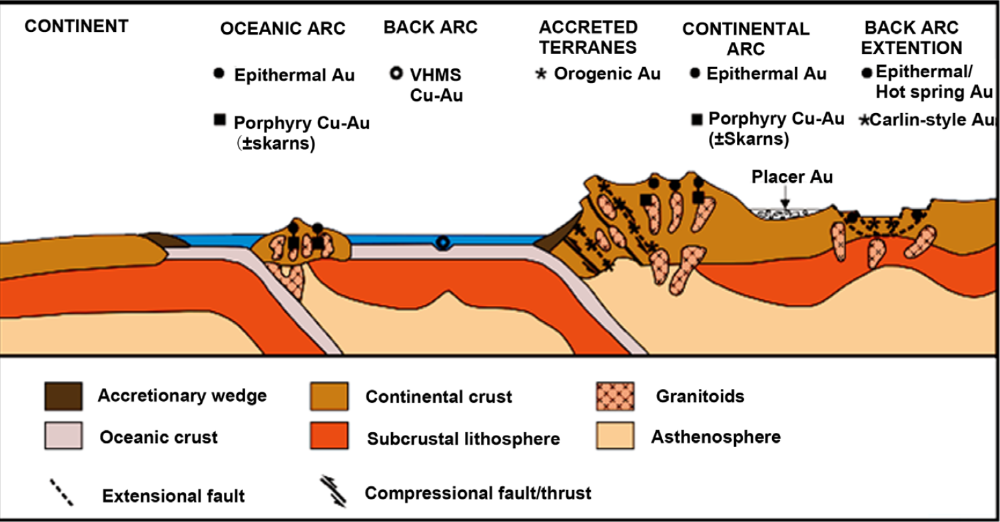 CONTINENT
OCEANIC ARC
Epithermal Au
Porphyry Cu-Au
(±skarns)
BACK ARC
VHMS
Cu-Au
ACCRETED
TERRANES
Orogenic Au
CONTINENTAL
ARC
Epithermal Au
Porphyry Cu-Au
(±Skarns)
BACK ARC
EXTENTION
Epithermal/
Hot spring Au
Carlin-style Au
Placer Au
Accretionary wedge
Continental crust
Granitoids
Oceanic crust
Subcrustal lithosphere
Asthenosphere
Extensional fault
Compressional fault/thrust